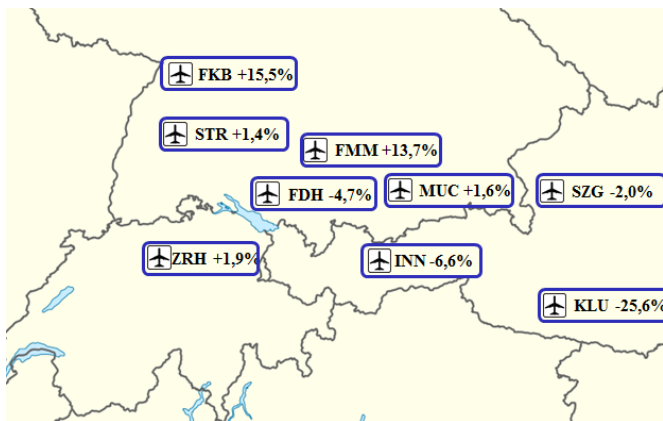 FKB +15,5%
STR +1,4%
FMM +13,7%
FDH -4,7%
MUC +1,6%
SZG -2,0%
ZRH +1,9%
INN -6,6%
KLU -25,6%